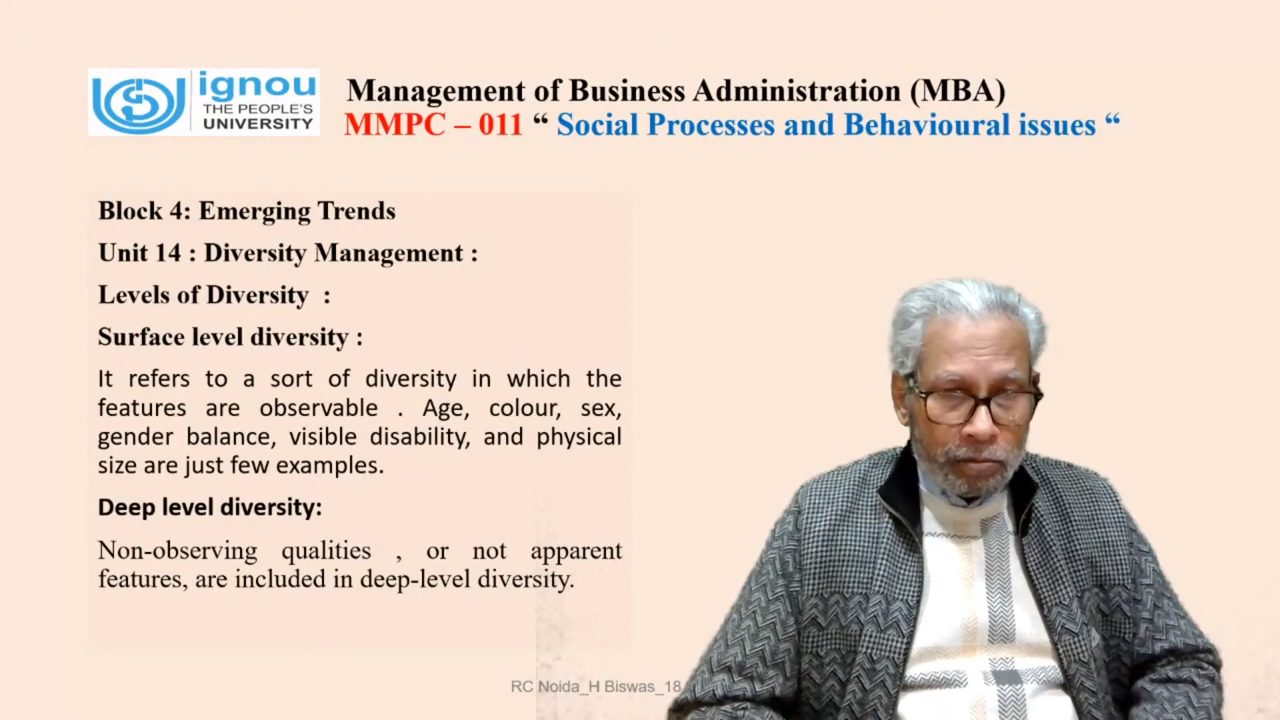 ignou
THE PEOPLE'S
UNIVERSITY
Management of Business Administration (MBA)
MMPC – 011 “ Social Processes and Behavioural issues “
Block 4: Emerging Trends
Unit 14 : Diversity Management :
Levels of Diversity :
Surface level diversity :
It refers to a sort of diversity in which the
features are observable . Age, colour, sex,
gender balance, visible disability, and physical
size are just few examples.
Deep level diversity:
Non-observing qualities , or not apparent
features, are included in deep-level diversity.
RC Noida_H Biswas_18